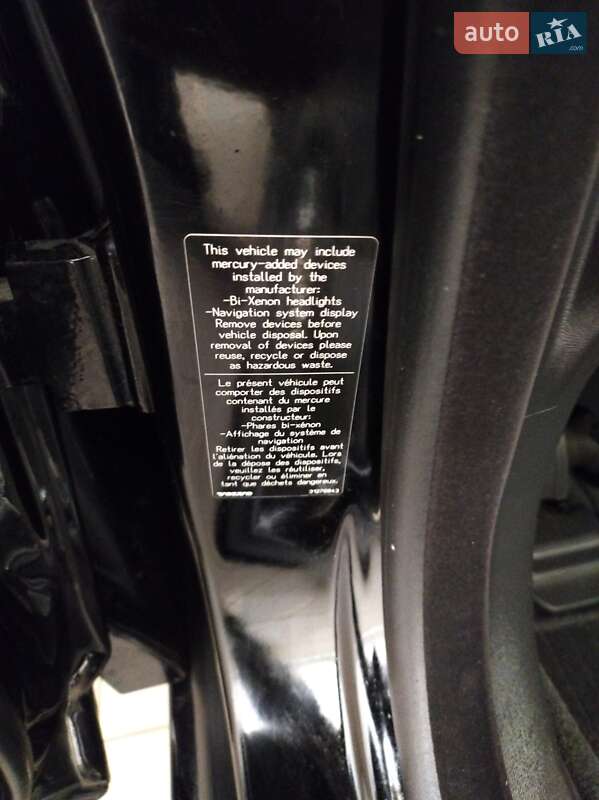 auto RIA.com
This vehicle may include
mercury-added devices
installed by the
manufacturer:
-Bi-Xenon headlights
-Navigation system display
Remove devices before
vehicle disposal. Upon
removal of devices please
reuse, recycle or dispose
as hazardous waste.
Le présent véhicule peut
comporter des dispositifs
contenant du mercure
installés par le
constructeur:
-Phares bi-xénon
-Affichage du système de
navigation
Retirer les dispositifs avant
l'aliénation du véhicule. Lors
de la dépose des dispositifs,
veuillez les réutiliser,
recycler ou éliminer en
tant que déchets dangereux.